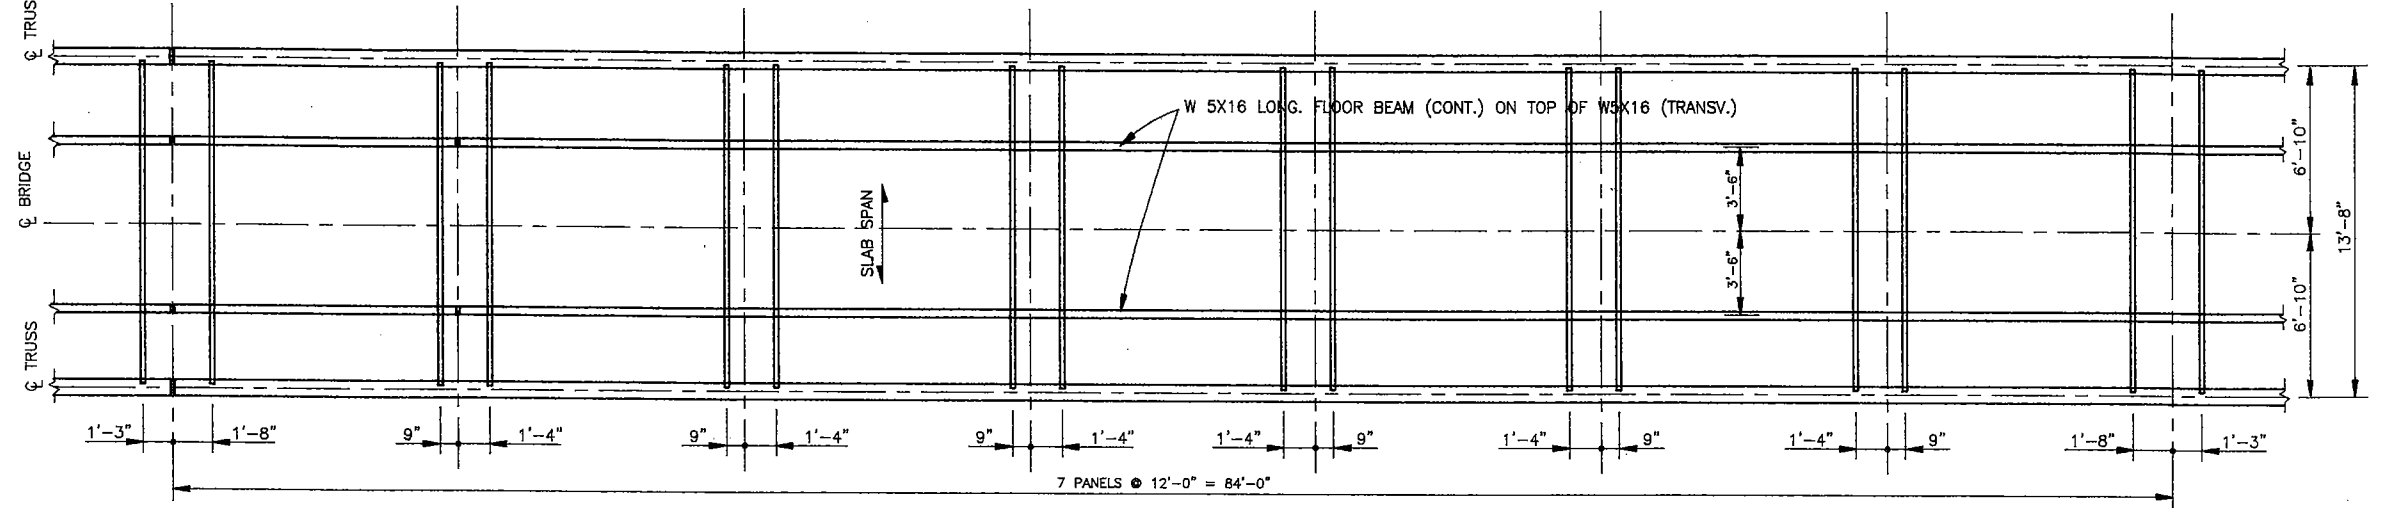 ℄ TRUS
W 5X16 LONG. FLOOR BEAM (CONT.) ON TOP OF W5X16 (TRANSV.)
℄ BRIDGE
SLAB SPAN
3'-6"
3'-6"
6'-10"
6'-10"
13'-8"
℄ TRUSS
1'-3" 1'-8" 9" 1'-4" 9" 1'-4" 9" 1'-4" 1'-4" 9" 1'-4" 9" 1'-4" 9" 1'-8" 1'-3"
7 PANELS @ 12'-0" = 84'-0"